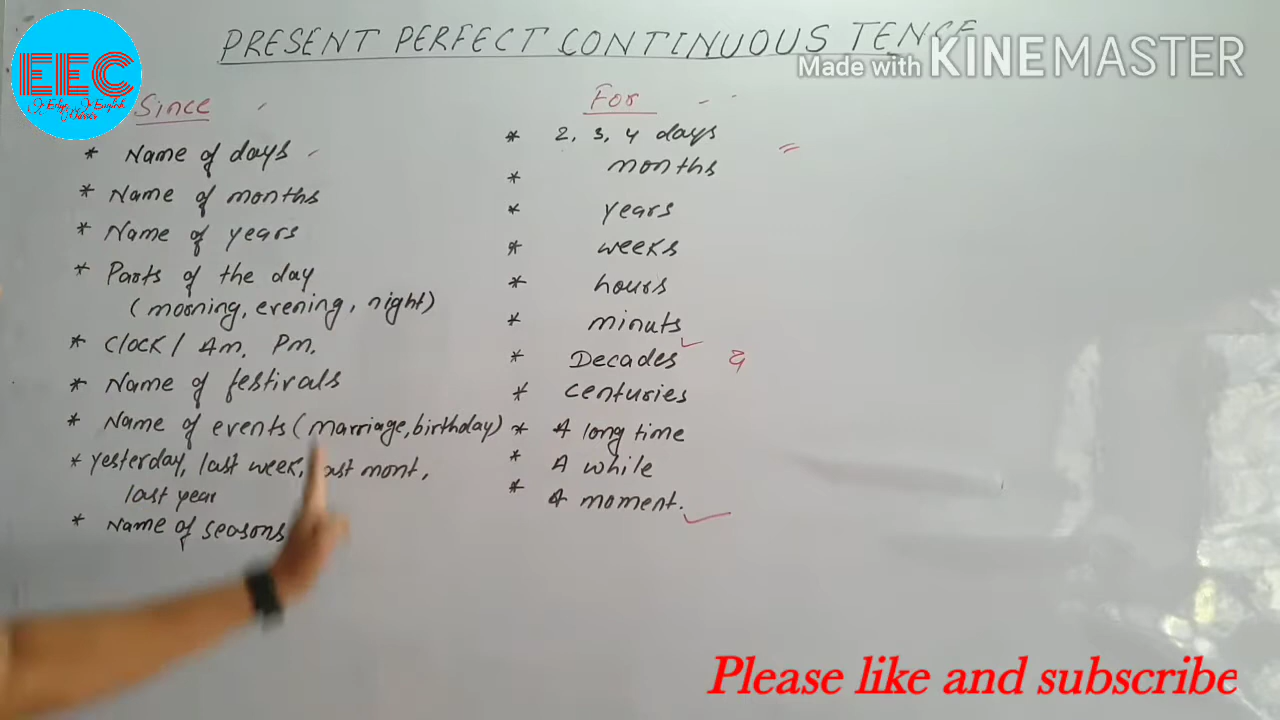 PRESENT PERFECT CONTINUOUS TENCE
Made with KINEMASTER
EEC
Since
* Name of days
* Name of months
* Name of years
* Parts of the day
(morning, evening, night)
* Clock / Am. Pm.
* Name of festivals
* Name of events (marriage, birthday)
* yesterday, last week, last mont,
last year
* Name of seasons
For
* 2, 3, 4 days
* months
* years
* weeks
* hours
* minuts
* Decades
* Centuries
* A long time
* A while
* A moment.
Please like and subscribe